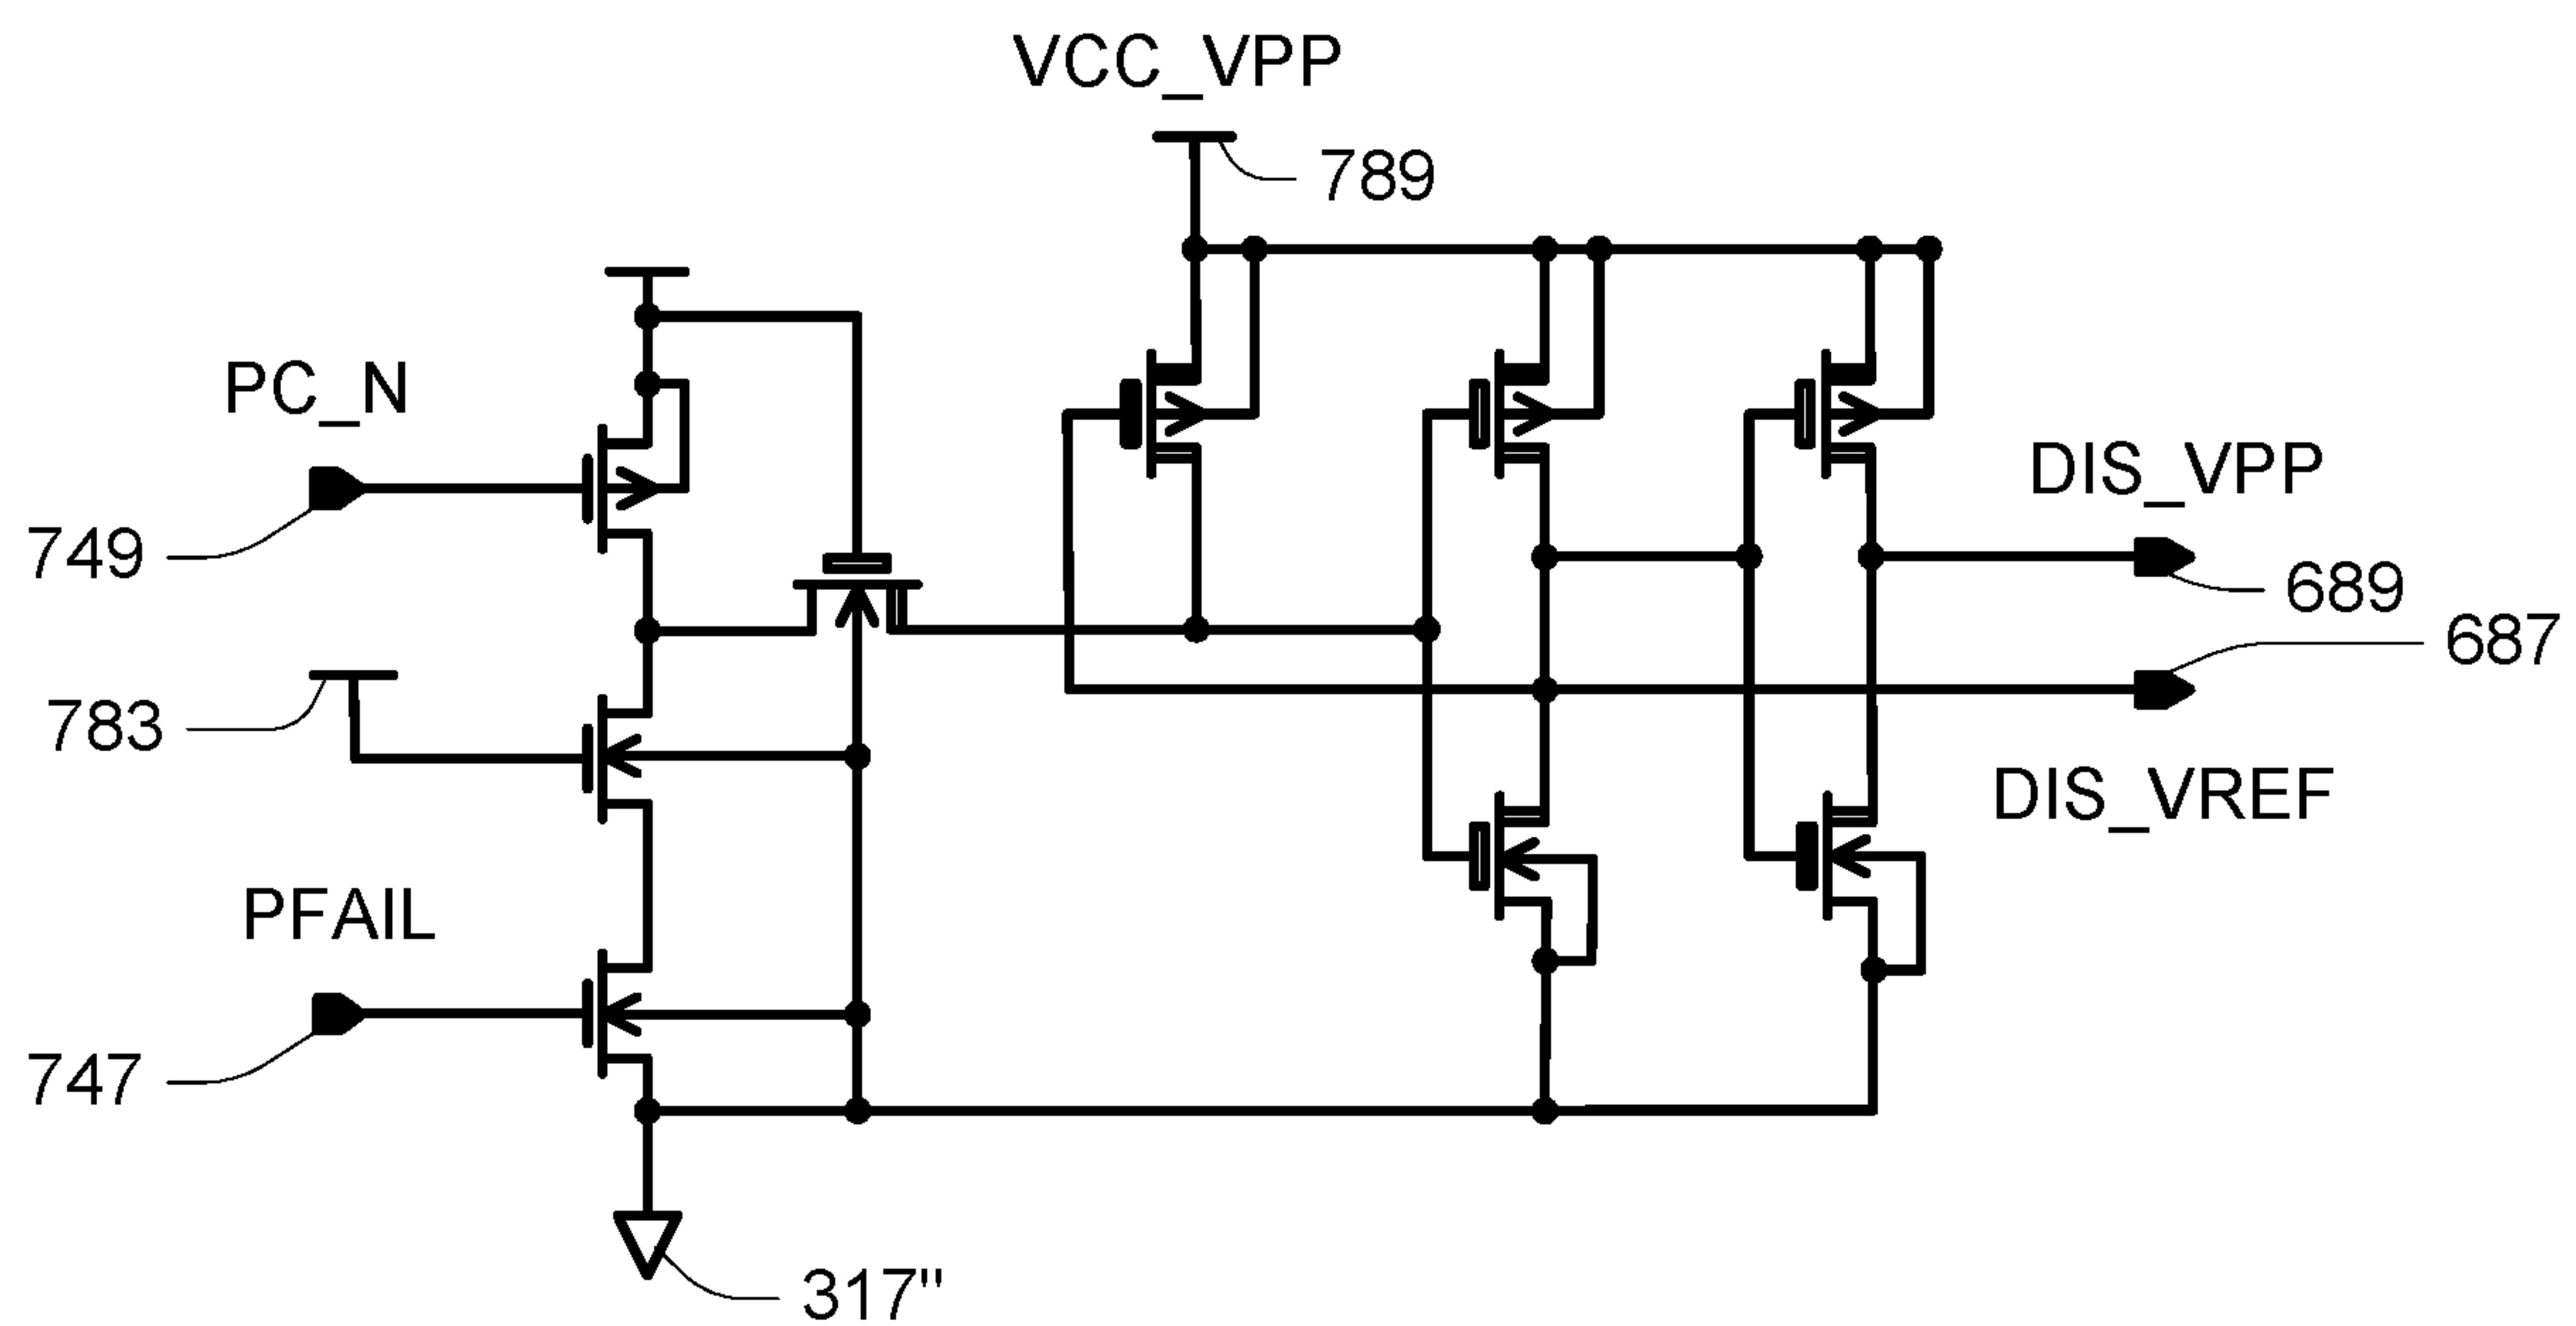 VCC_VPP
789
PC_N
749
DIS_VPP
689
687
783
DIS_VREF
PFAIL
747
317"